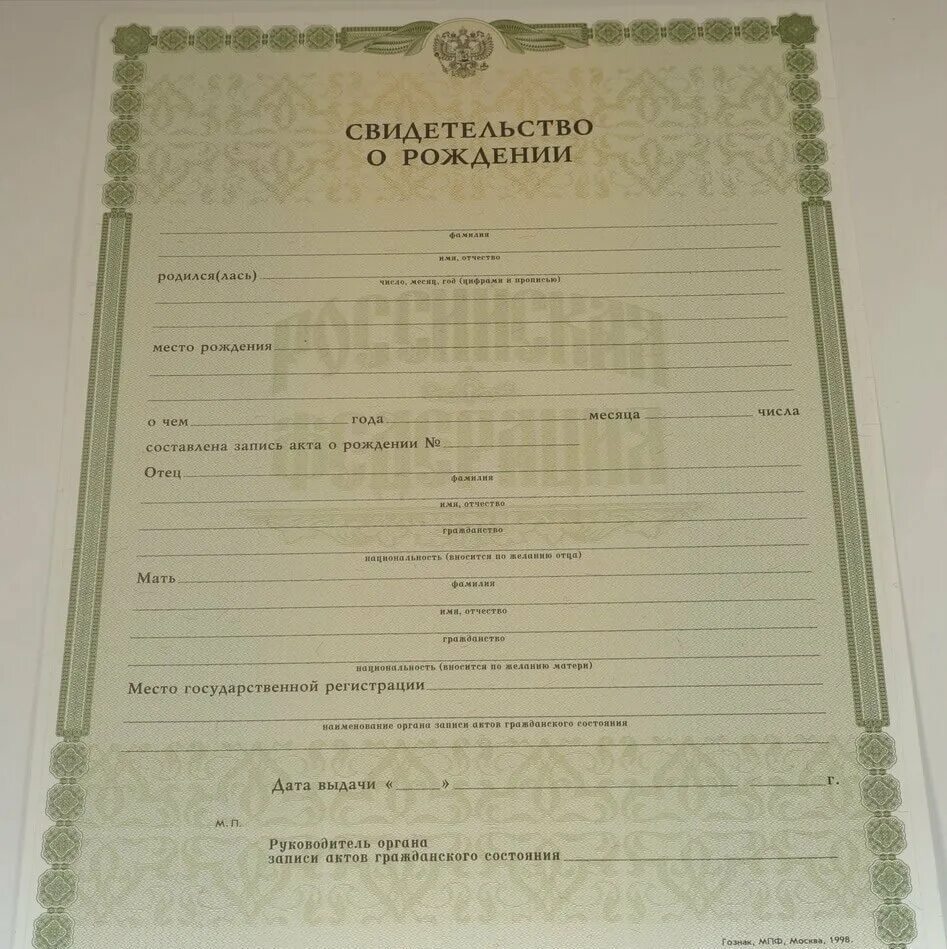 СВИДЕТЕЛЬСТВО
О РОЖДЕНИИ
фамилия
имя, отчество
родился(лась)
число, месяц, год (цифрами и прописью)
РОССИЙСКАЯ
место рождения
ФЕДЕРАЦИЯ
о чем года месяца числа
составлена запись акта о рождении №
Отец
фамилия
имя, отчество
гражданство
национальность (вносится по желанию отца)
Мать
фамилия
имя, отчество
гражданство
национальность (вносится по желанию матери)
Место государственной регистрации
наименование органа записи актов гражданского состояния
Дата выдачи « » г.
М.П.
Руководитель органа
записи актов гражданского состояния
Гознак, МПФ, Москва, 1998.